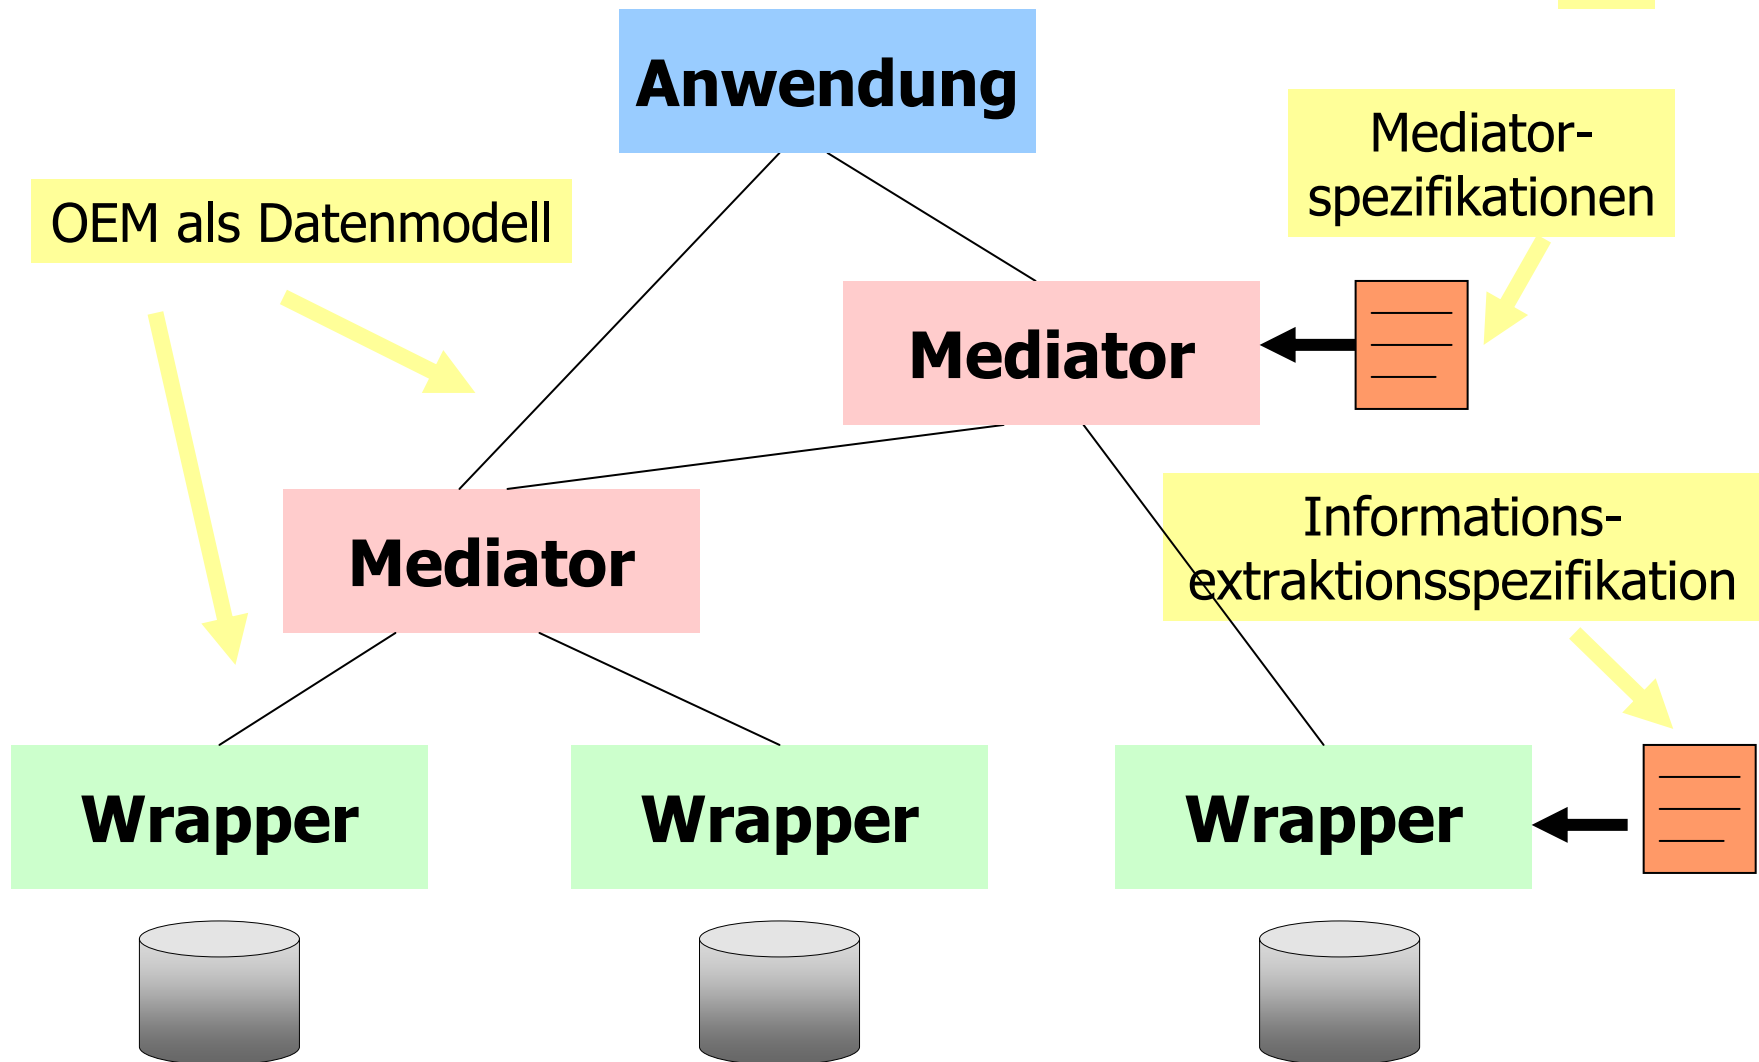 Anwendung
Mediator-
spezifikationen
OEM als Datenmodell
Mediator
Informations-
extraktionsspezifikation
Mediator
Wrapper
Wrapper
Wrapper